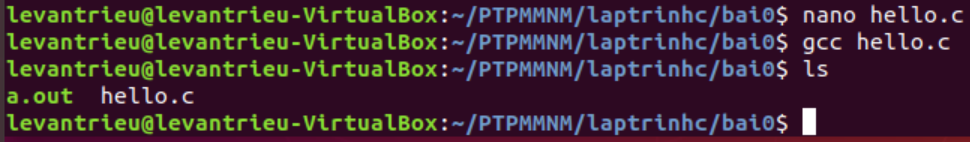 levantrieu@levantrieu-VirtualBox:~/PTPMMNM/laptrinhc/bai0$ nano hello.c
levantrieu@levantrieu-VirtualBox:~/PTPMMNM/laptrinhc/bai0$ gcc hello.c
levantrieu@levantrieu-VirtualBox:~/PTPMMNM/laptrinhc/bai0$ ls
a.out  hello.c
levantrieu@levantrieu-VirtualBox:~/PTPMMNM/laptrinhc/bai0$